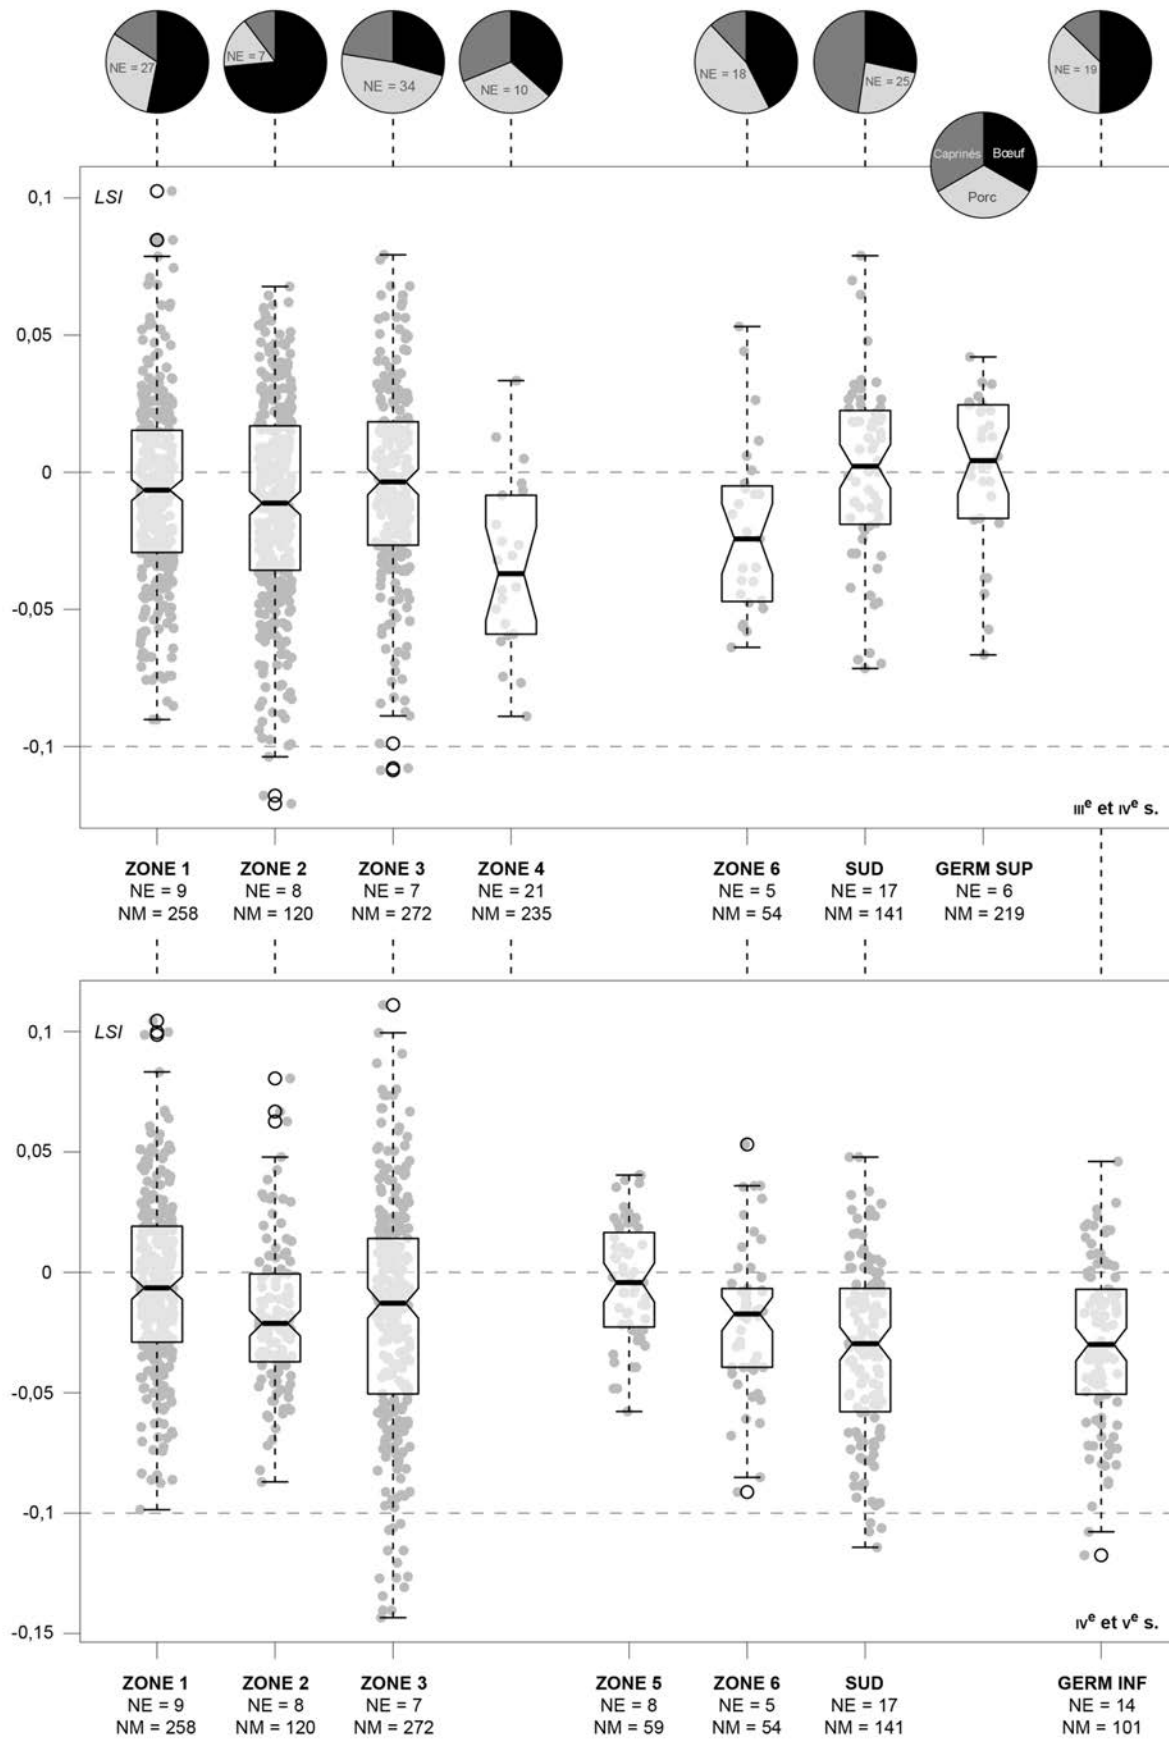 NE = 27
NE = 7
NE = 34
NE = 10
NE = 18
NE = 25
NE = 19
Caprinés
Bœuf
Porc
LSI
0,1
0,05
0
-0,05
-0,1
IIIe et IVe s.
ZONE 1
NE = 9
NM = 258
ZONE 2
NE = 8
NM = 120
ZONE 3
NE = 7
NM = 272
ZONE 4
NE = 21
NM = 235
ZONE 6
NE = 5
NM = 54
SUD
NE = 17
NM = 141
GERM SUP
NE = 6
NM = 219
LSI
0,1
0,05
0
-0,05
-0,1
-0,15
IVe et Ve s.
ZONE 1
NE = 9
NM = 258
ZONE 2
NE = 8
NM = 120
ZONE 3
NE = 7
NM = 272
ZONE 5
NE = 8
NM = 59
ZONE 6
NE = 5
NM = 54
SUD
NE = 17
NM = 141
GERM INF
NE = 14
NM = 101